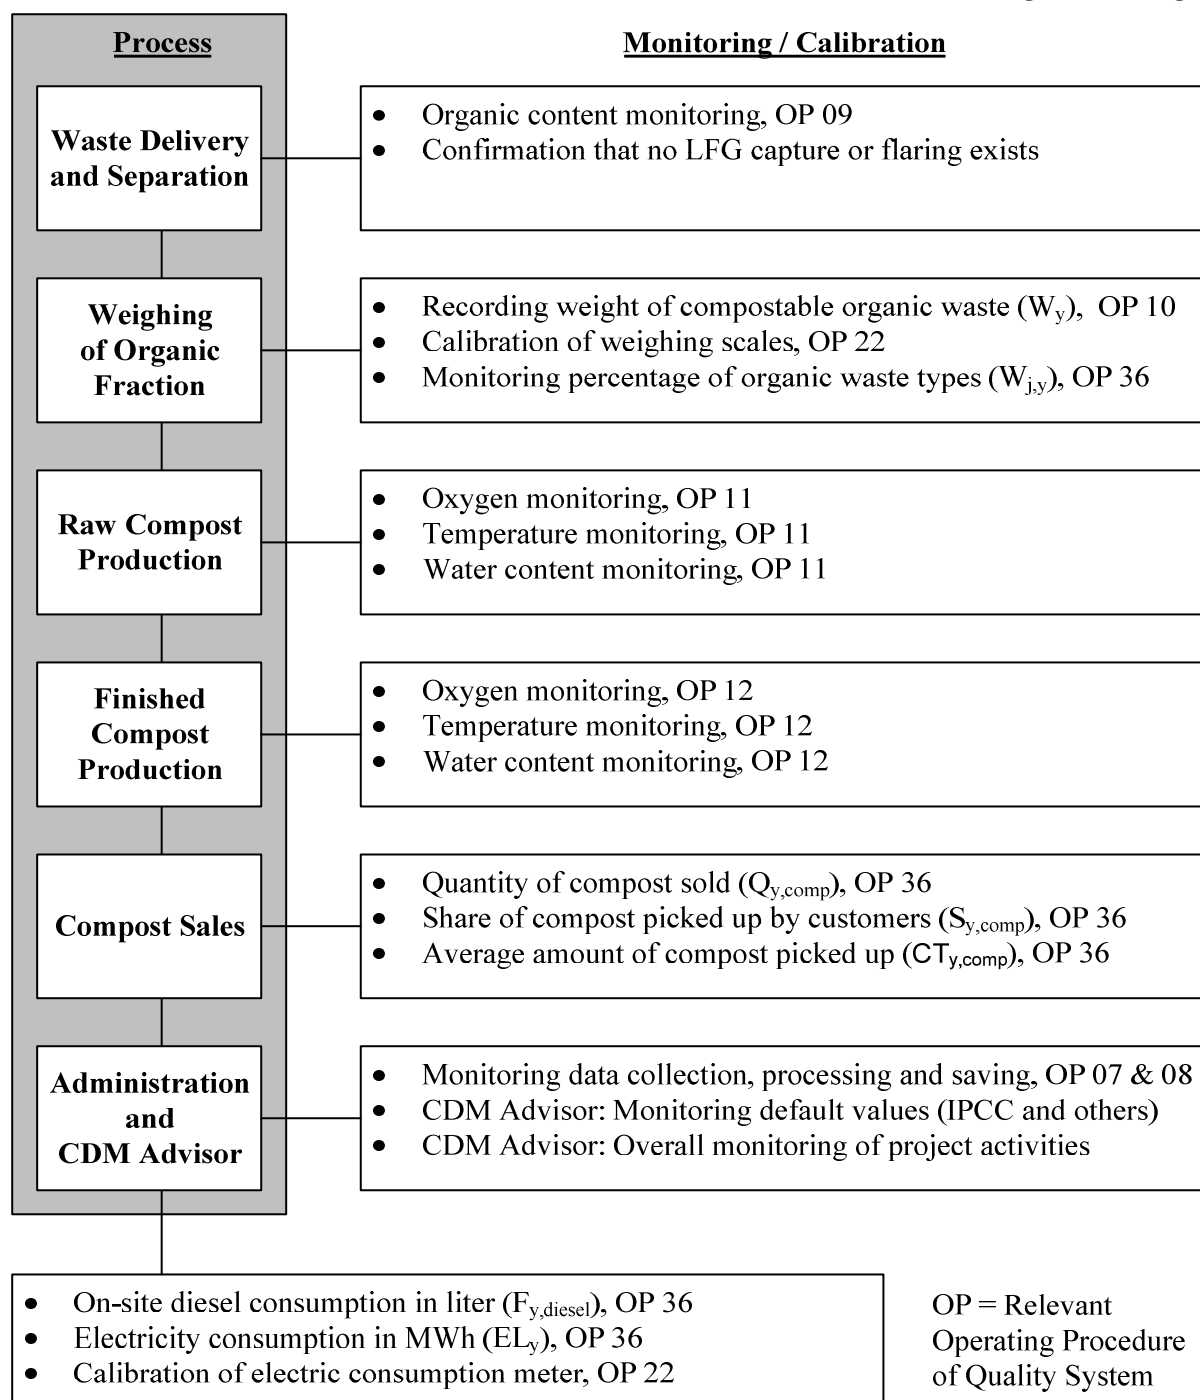 Process
Monitoring / Calibration
Waste Delivery
and Separation
• Organic content monitoring, OP 09
• Confirmation that no LFG capture or flaring exists
Weighing
of Organic
Fraction
• Recording weight of compostable organic waste (Wy), OP 10
• Calibration of weighing scales, OP 22
• Monitoring percentage of organic waste types (Wj,y), OP 36
Raw Compost
Production
• Oxygen monitoring, OP 11
• Temperature monitoring, OP 11
• Water content monitoring, OP 11
Finished
Compost
Production
• Oxygen monitoring, OP 12
• Temperature monitoring, OP 12
• Water content monitoring, OP 12
Compost Sales
• Quantity of compost sold (Qy,comp), OP 36
• Share of compost picked up by customers (Sy,comp), OP 36
• Average amount of compost picked up (CTy,comp), OP 36
Administration
and
CDM Advisor
• Monitoring data collection, processing and saving, OP 07 & 08
• CDM Advisor: Monitoring default values (IPCC and others)
• CDM Advisor: Overall monitoring of project activities
• On-site diesel consumption in liter (Fy,diesel), OP 36
• Electricity consumption in MWh (ELy), OP 36
• Calibration of electric consumption meter, OP 22
OP = Relevant
Operating Procedure
of Quality System